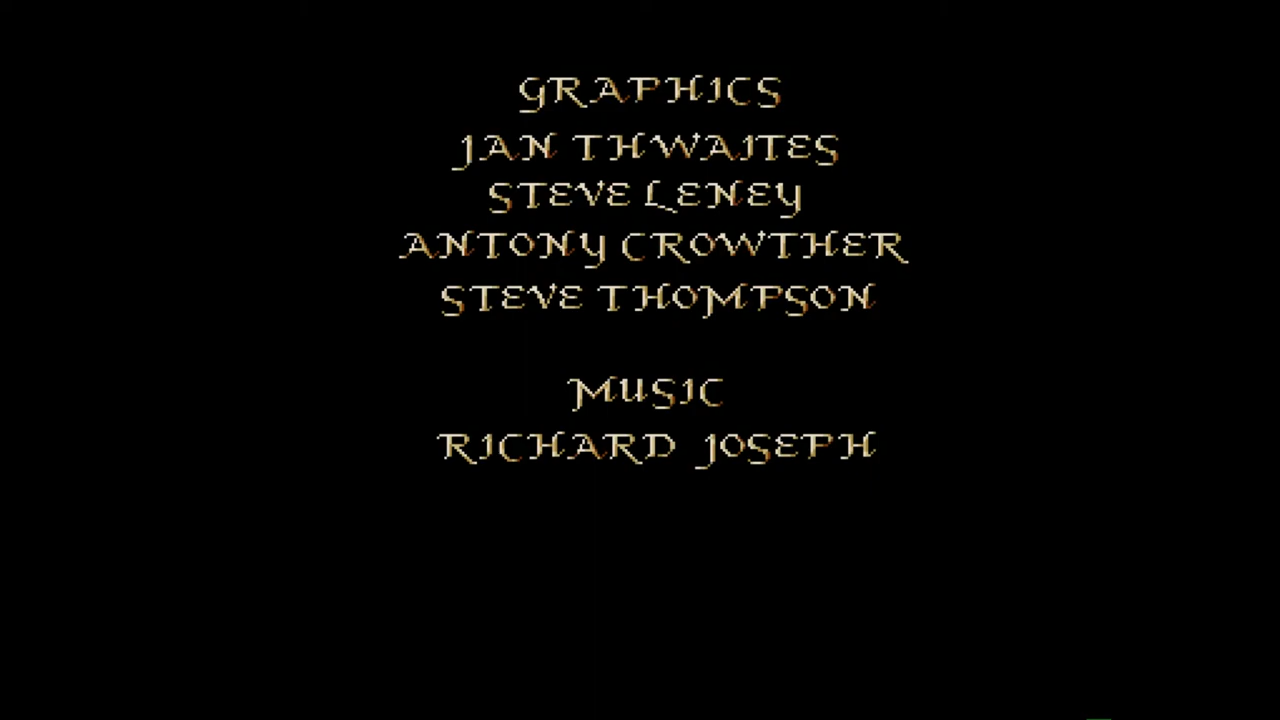 GRAPHICS
JAN THWAITES
STEVE LENEY
ANTONY CROWTHER
STEVE THOMPSON
MUSIC
RICHARD JOSEPH